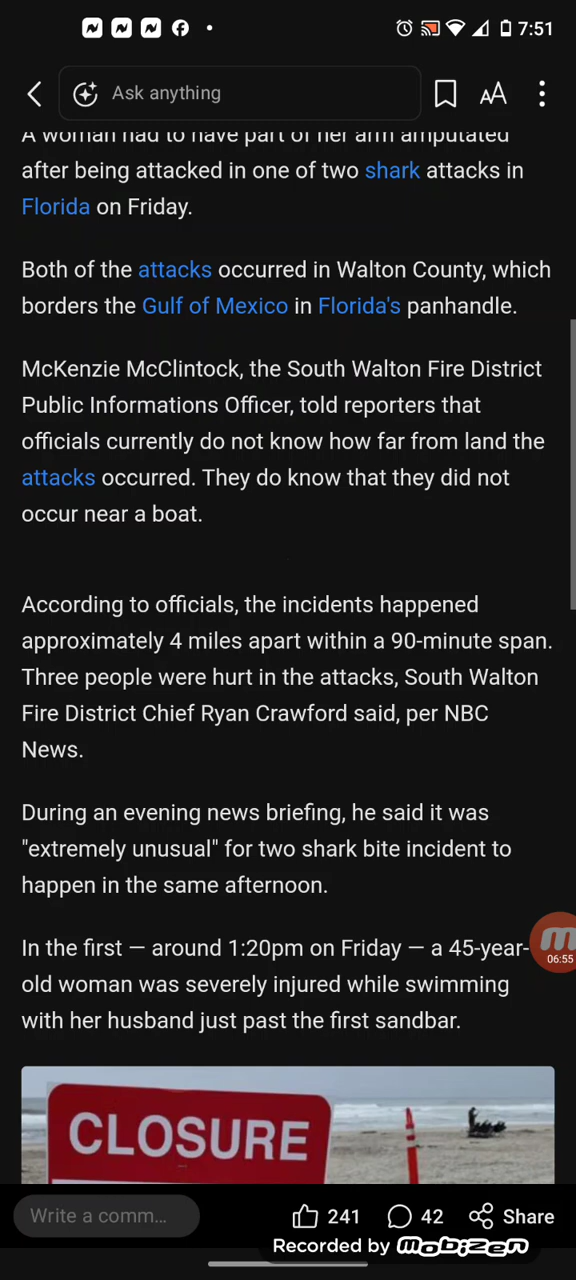 7:51
Ask anything
AA
A woman had to have part of her arm amputated
after being attacked in one of two shark attacks in
Florida on Friday.
Both of the attacks occurred in Walton County, which
borders the Gulf of Mexico in Florida's panhandle.
McKenzie McClintock, the South Walton Fire District
Public Informations Officer, told reporters that
officials currently do not know how far from land the
attacks occurred. They do know that they did not
occur near a boat.
According to officials, the incidents happened
approximately 4 miles apart within a 90-minute span.
Three people were hurt in the attacks, South Walton
Fire District Chief Ryan Crawford said, per NBC
News.
During an evening news briefing, he said it was
"extremely unusual" for two shark bite incident to
happen in the same afternoon.
In the first — around 1:20pm on Friday — a 45-year-
old woman was severely injured while swimming
with her husband just past the first sandbar.
06:55
CLOSURE
Write a comm...
241
42
Share
Recorded by mobizen